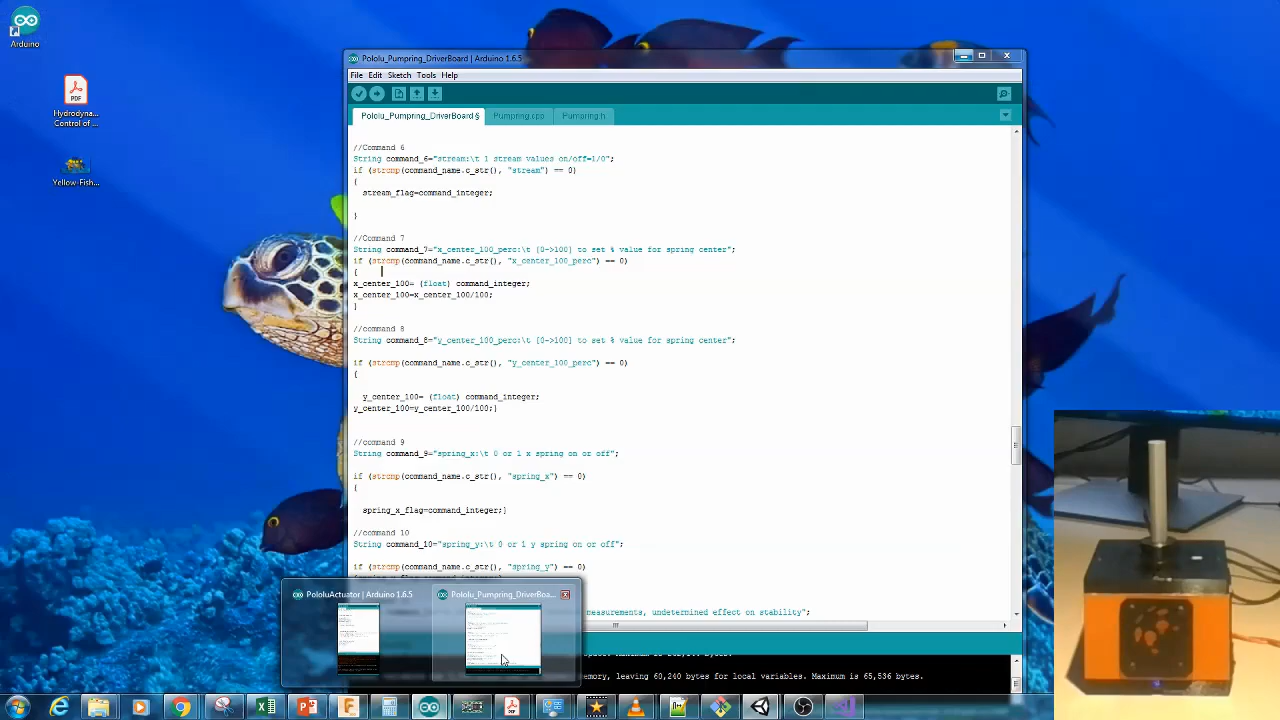 Arduino
PDF
Hydrodyna...
Control of ...
Yellow-Fish...
Pololu_Pumpring_DriverBoard | Arduino 1.6.5
File Edit Sketch Tools Help
Pololu_Pumpring_DriverBoard § Pumpring.cpp Pumpring.h
//Command 6
String command_6="stream:\t 1 stream values on/off=1/0";
if (strcmp(command_name.c_str(), "stream") == 0)
{
stream_flag=command_integer;
}
//Command 7
String command_7="x_center_100_perc:\t [0->100] to set % value for spring center";
if (strcmp(command_name.c_str(), "x_center_100_perc") == 0)
{
x_center_100= (float) command_integer;
x_center_100=x_center_100/100;
}
//command 8
String command_8="y_center_100_perc:\t [0->100] to set % value for spring center";
if (strcmp(command_name.c_str(), "y_center_100_perc") == 0)
{
y_center_100= (float) command_integer;
y_center_100=y_center_100/100;}
//command 9
String command_9="spring_x:\t 0 or 1 x spring on or off";
if (strcmp(command_name.c_str(), "spring_x") == 0)
{
spring_x_flag=command_integer;}
//command 10
String command_10="spring_y:\t 0 or 1 y spring on or off";
if (strcmp(command_name.c_str(), "spring_y") == 0)
PololuActuator | Arduino 1.6.5
Pololu_Pumpring_DriverBoa...
measurements, undetermined effect on stability";
memory, leaving 60,240 bytes for local variables. Maximum is 65,536 bytes.